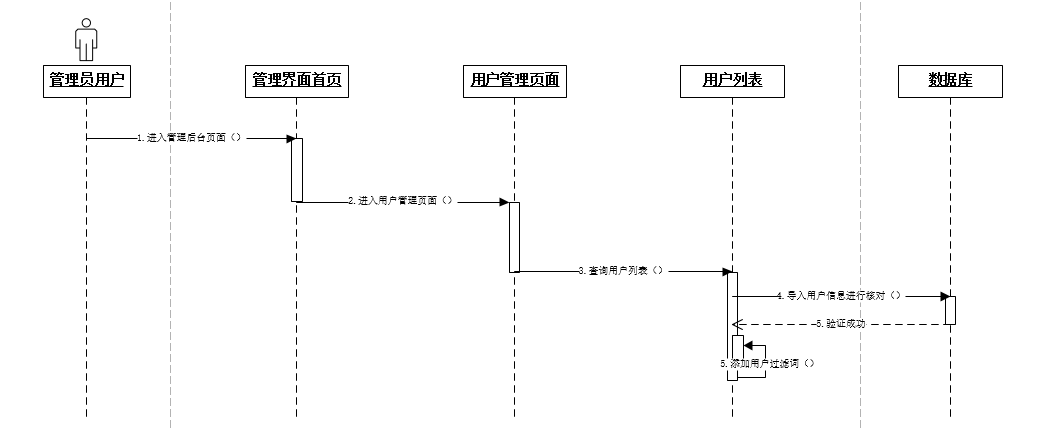 管理员用户
管理界面首页
用户管理页面
用户列表
数据库
1.进入管理后台页面（）
2.进入用户管理页面（）
3.查询用户列表（）
4.导入用户信息进行核对（）
5.验证成功
5.添加用户过滤词（）